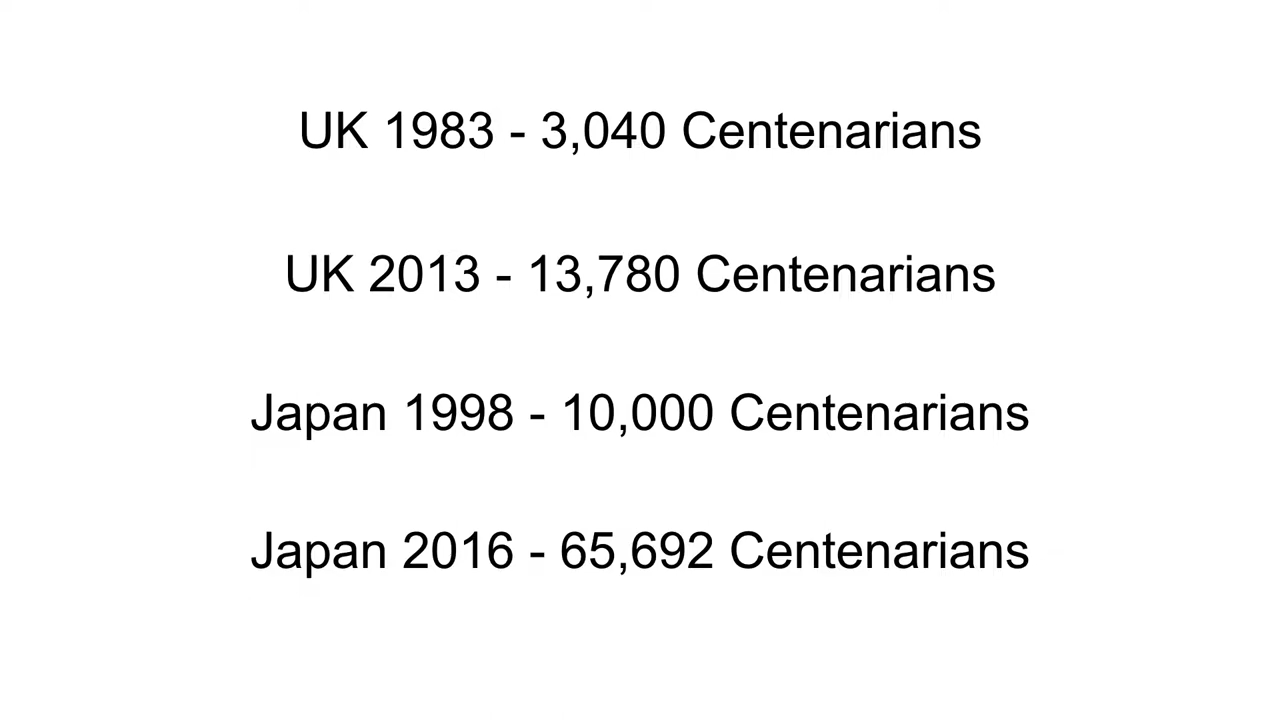 UK 1983 - 3,040 Centenarians
UK 2013 - 13,780 Centenarians
Japan 1998 - 10,000 Centenarians
Japan 2016 - 65,692 Centenarians